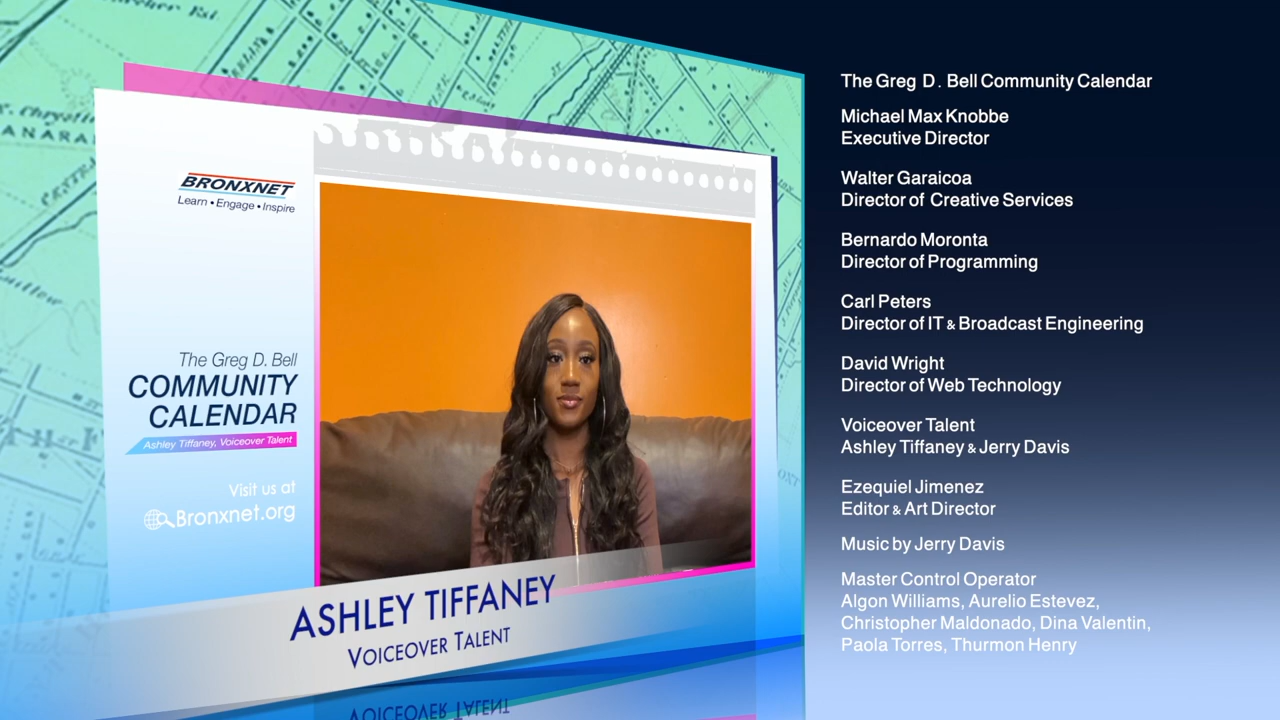 BRONXNET
Learn • Engage • Inspire
The Greg D. Bell
COMMUNITY
CALENDAR
Ashley Tiffaney, Voiceover Talent
Visit us at
Bronxnet.org
ASHLEY TIFFANEY
VOICEOVER TALENT
VOICEOVER TALENT
The Greg D. Bell Community Calendar
Michael Max Knobbe
Executive Director
Walter Garaicoa
Director of Creative Services
Bernardo Moronta
Director of Programming
Carl Peters
Director of IT & Broadcast Engineering
David Wright
Director of Web Technology
Voiceover Talent
Ashley Tiffaney & Jerry Davis
Ezequiel Jimenez
Editor & Art Director
Music by Jerry Davis
Master Control Operator
Algon Williams, Aurelio Estevez,
Christopher Maldonado, Dina Valentin,
Paola Torres, Thurmon Henry